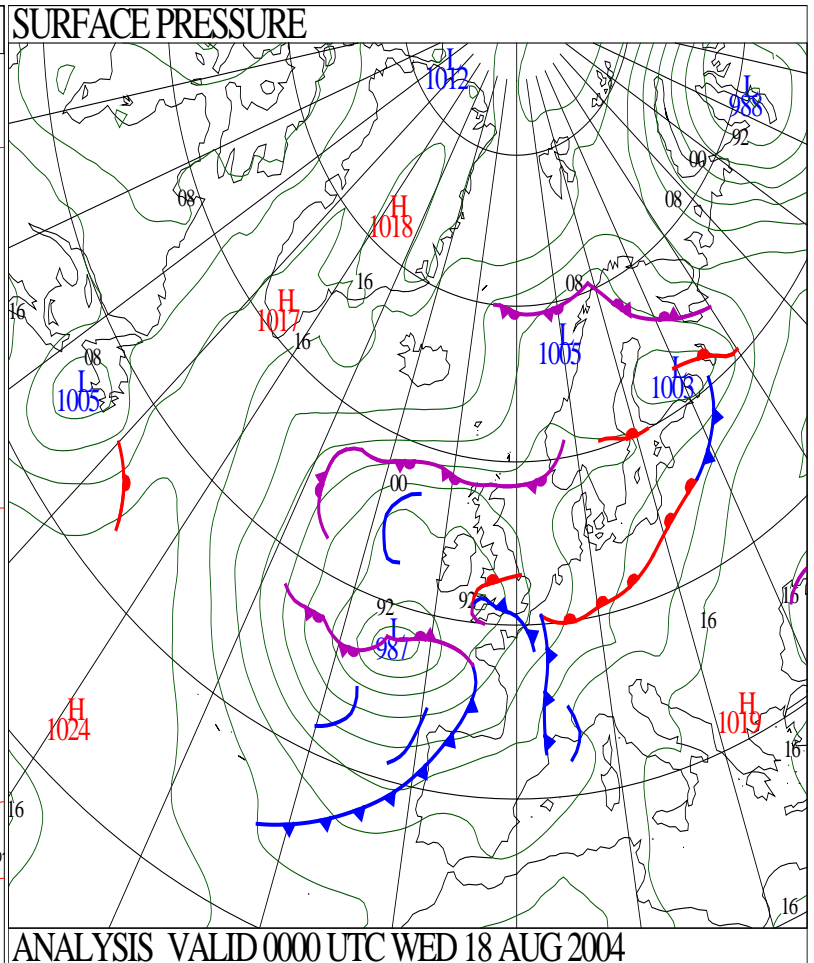 SURFACE PRESSURE
L
1012
L
988
92
00
08
08
H
1018
16
08
H
1017
16
16
L
1005
08
L
1005
L
1003
00
92
92
L
987
16
16
H
1024
H
1019
16
16
16
ANALYSIS VALID 0000 UTC WED 18 AUG 2004